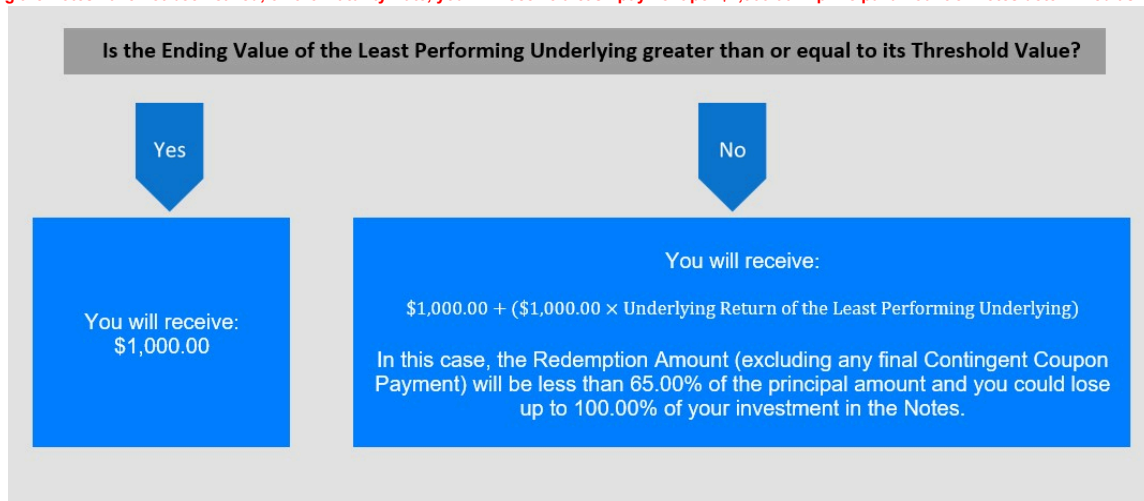 Is the Ending Value of the Least Performing Underlying greater than or equal to its Threshold Value?
Yes
No
You will receive:
$1,000.00
You will receive:
$1,000.00 + ($1,000.00 × Underlying Return of the Least Performing Underlying)
In this case, the Redemption Amount (excluding any final Contingent Coupon
Payment) will be less than 65.00% of the principal amount and you could lose
up to 100.00% of your investment in the Notes.